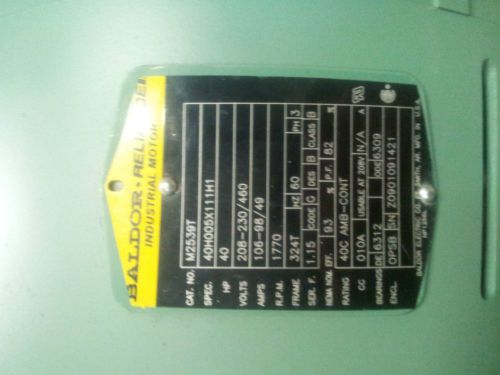 BALDOR · RELIANCE
INDUSTRIAL MOTOR
CAT. NO. M2539T
SPEC. 40H005X111H1
HP 40
VOLTS 208-230/460
AMPS 106-98/49
R.P.M. 1770
FRAME 324T HZ 60 PH 3
SER. F. 1.15 CODE G DES B CLASS B
NEMA NOM. EFF. 93 % P.F. 82 %
RATING 40C AMB-CONT
CC 010A USABLE AT 208V N/A A
BEARINGS DE 6312 ODE 6309
ENCL. OPSB SN Z0901091421
BALDOR ELECTRIC CO. FT. SMITH, AR. MFG. IN U.S.A.